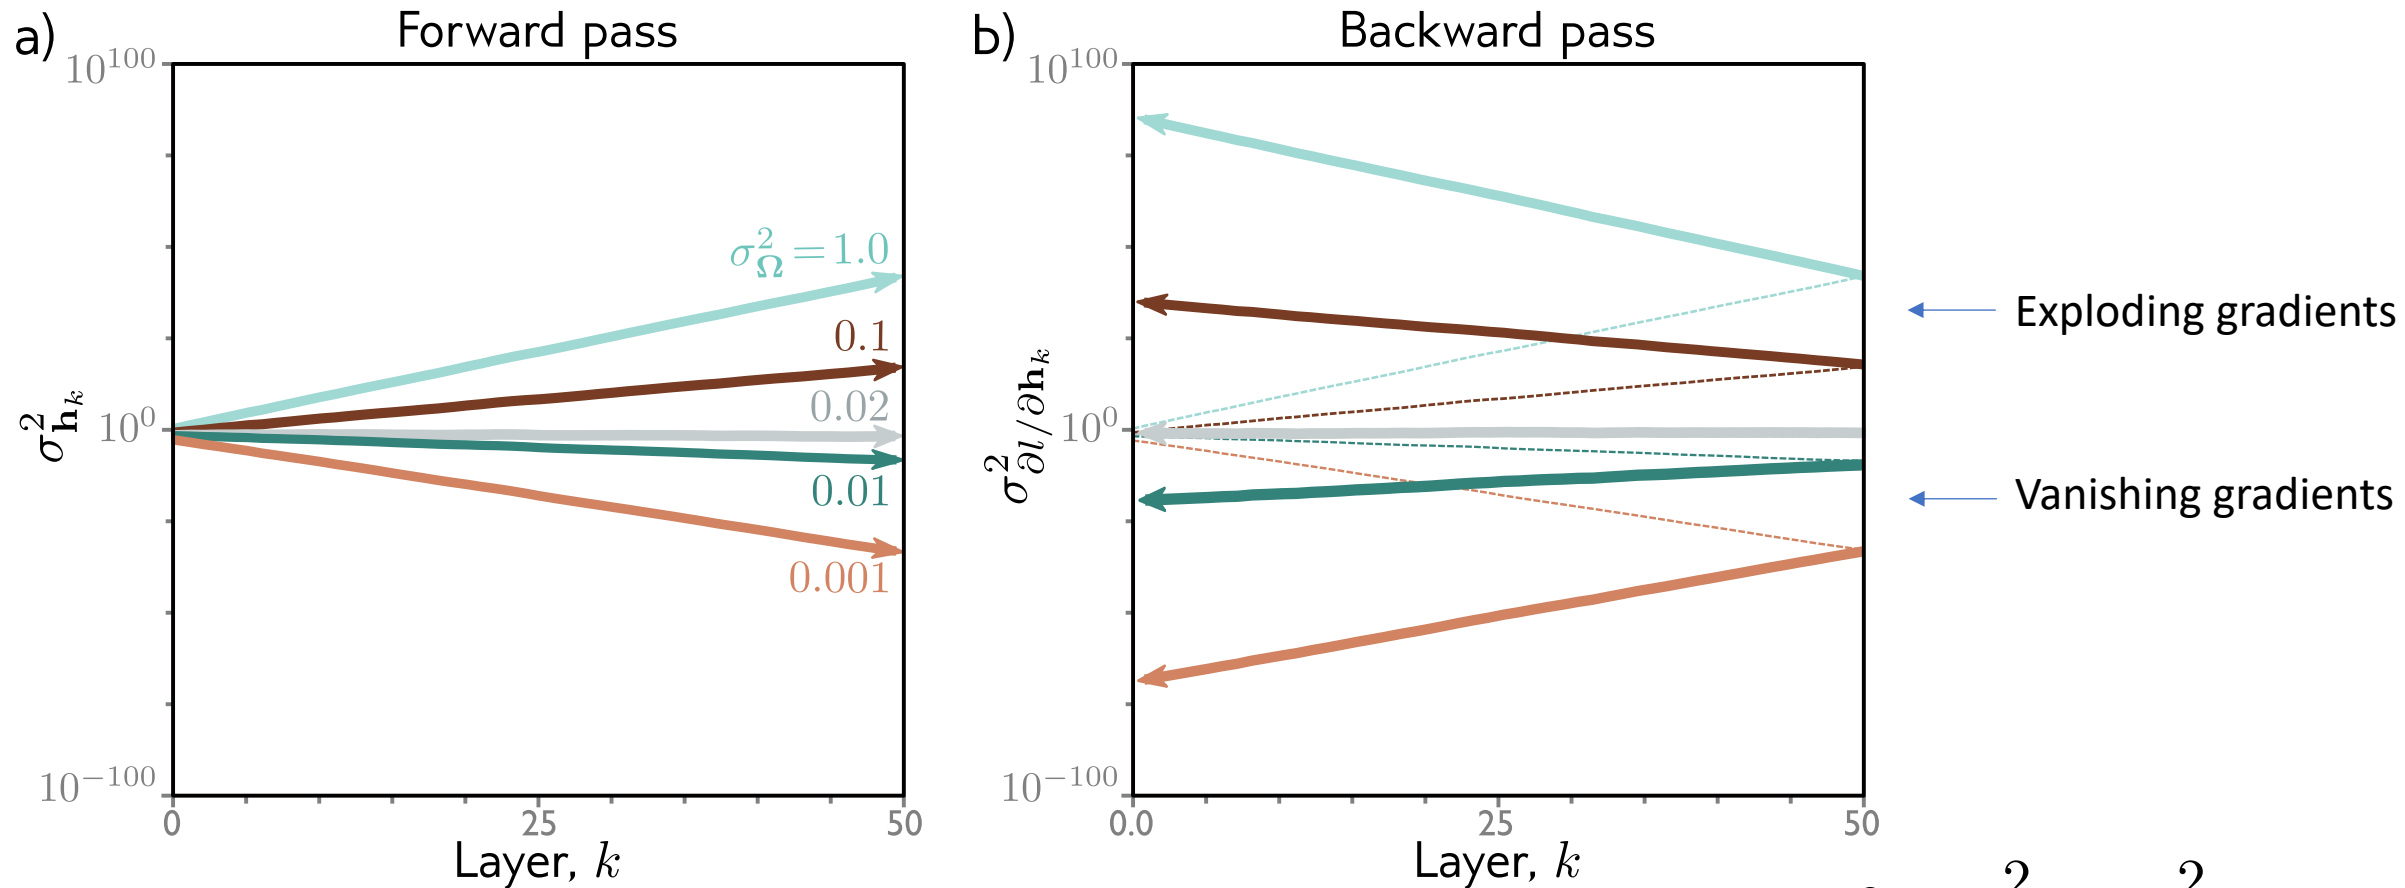 a) Forward pass
10^100
σ²_Ω = 1.0
0.1
0.02
10^0
σ²_{h_k}
0.01
0.001
10^−100
0 25 50
Layer, k
b) Backward pass
10^100
Exploding gradients
10^0
σ²_{∂l/∂h_k}
Vanishing gradients
10^−100
0.0 25 50
Layer, k
2 2